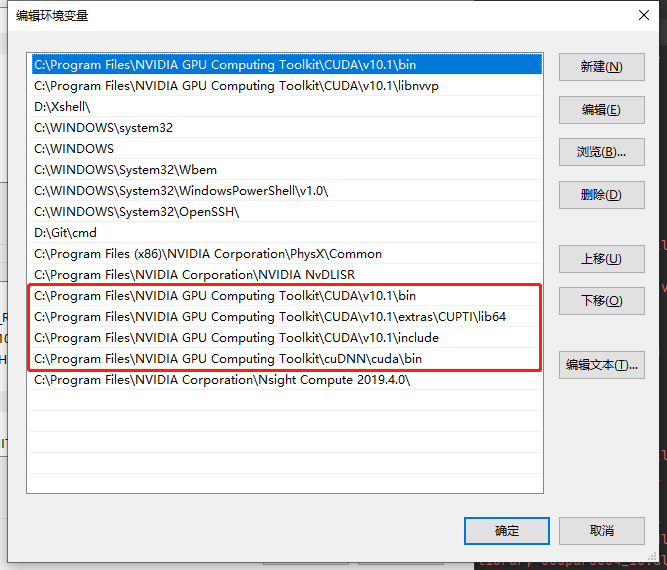 编辑环境变量
C:\Program Files\NVIDIA GPU Computing Toolkit\CUDA\v10.1\bin
新建(N)
C:\Program Files\NVIDIA GPU Computing Toolkit\CUDA\v10.1\libnvvp
D:\Xshell\
编辑(E)
C:\WINDOWS\system32
C:\WINDOWS
浏览(B)...
C:\WINDOWS\System32\Wbem
C:\WINDOWS\System32\WindowsPowerShell\v1.0\
删除(D)
C:\WINDOWS\System32\OpenSSH\
D:\Git\cmd
C:\Program Files (x86)\NVIDIA Corporation\PhysX\Common
上移(U)
C:\Program Files\NVIDIA Corporation\NVIDIA NvDLISR
C:\Program Files\NVIDIA GPU Computing Toolkit\CUDA\v10.1\bin
下移(O)
C:\Program Files\NVIDIA GPU Computing Toolkit\CUDA\v10.1\extras\CUPTI\lib64
C:\Program Files\NVIDIA GPU Computing Toolkit\CUDA\v10.1\include
C:\Program Files\NVIDIA GPU Computing Toolkit\cuDNN\cuda\bin
编辑文本(T)...
C:\Program Files\NVIDIA Corporation\Nsight Compute 2019.4.0\
确定
取消